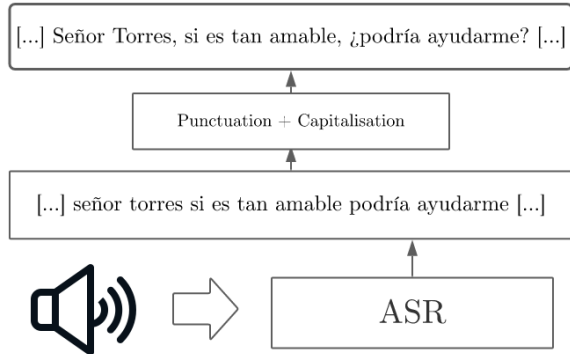 [...] Señor Torres, si es tan amable, ¿podría ayudarme? [...]
Punctuation + Capitalisation
[...] señor torres si es tan amable podría ayudarme [...]
ASR